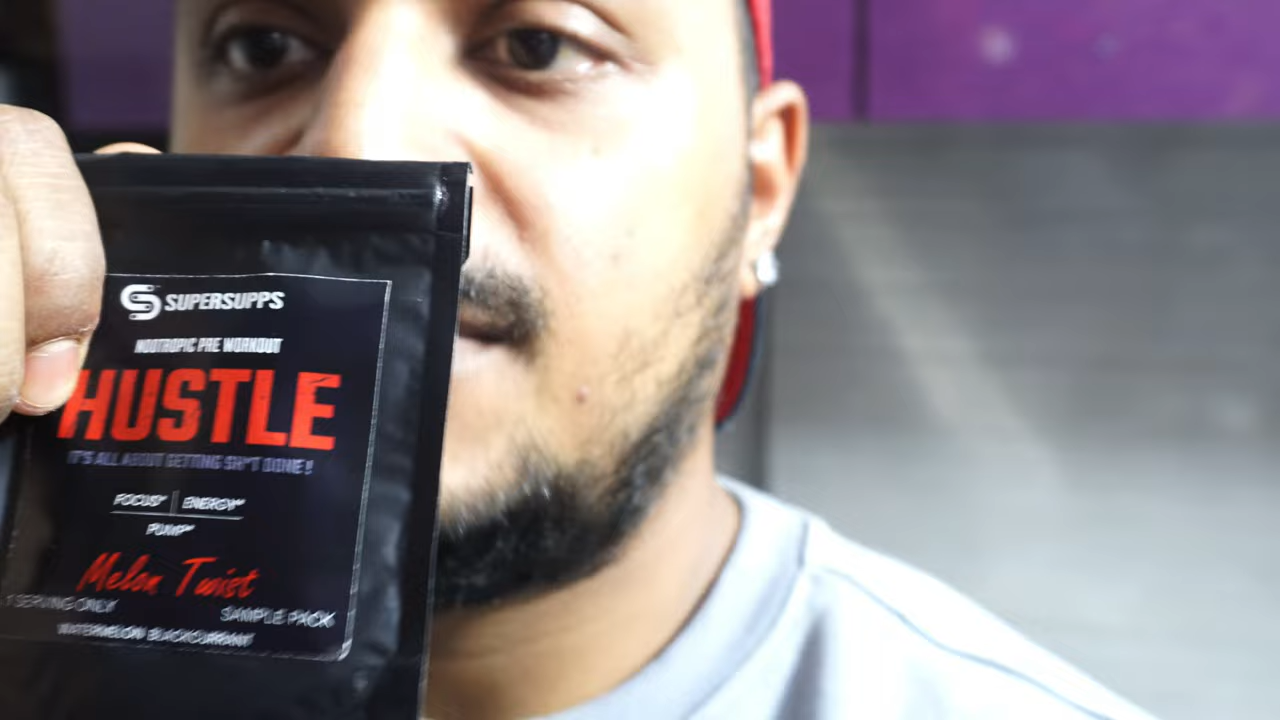 SUPERSUPPS
NOOTROPIC PRE WORKOUT
HUSTLE
IT'S ALL ABOUT GETTING SH*T DONE!
FOCUS* | ENERGY*
PUMP*
Melon Twist
1 SERVING ONLY
SAMPLE PACK
WATERMELON BLACKCURRANT